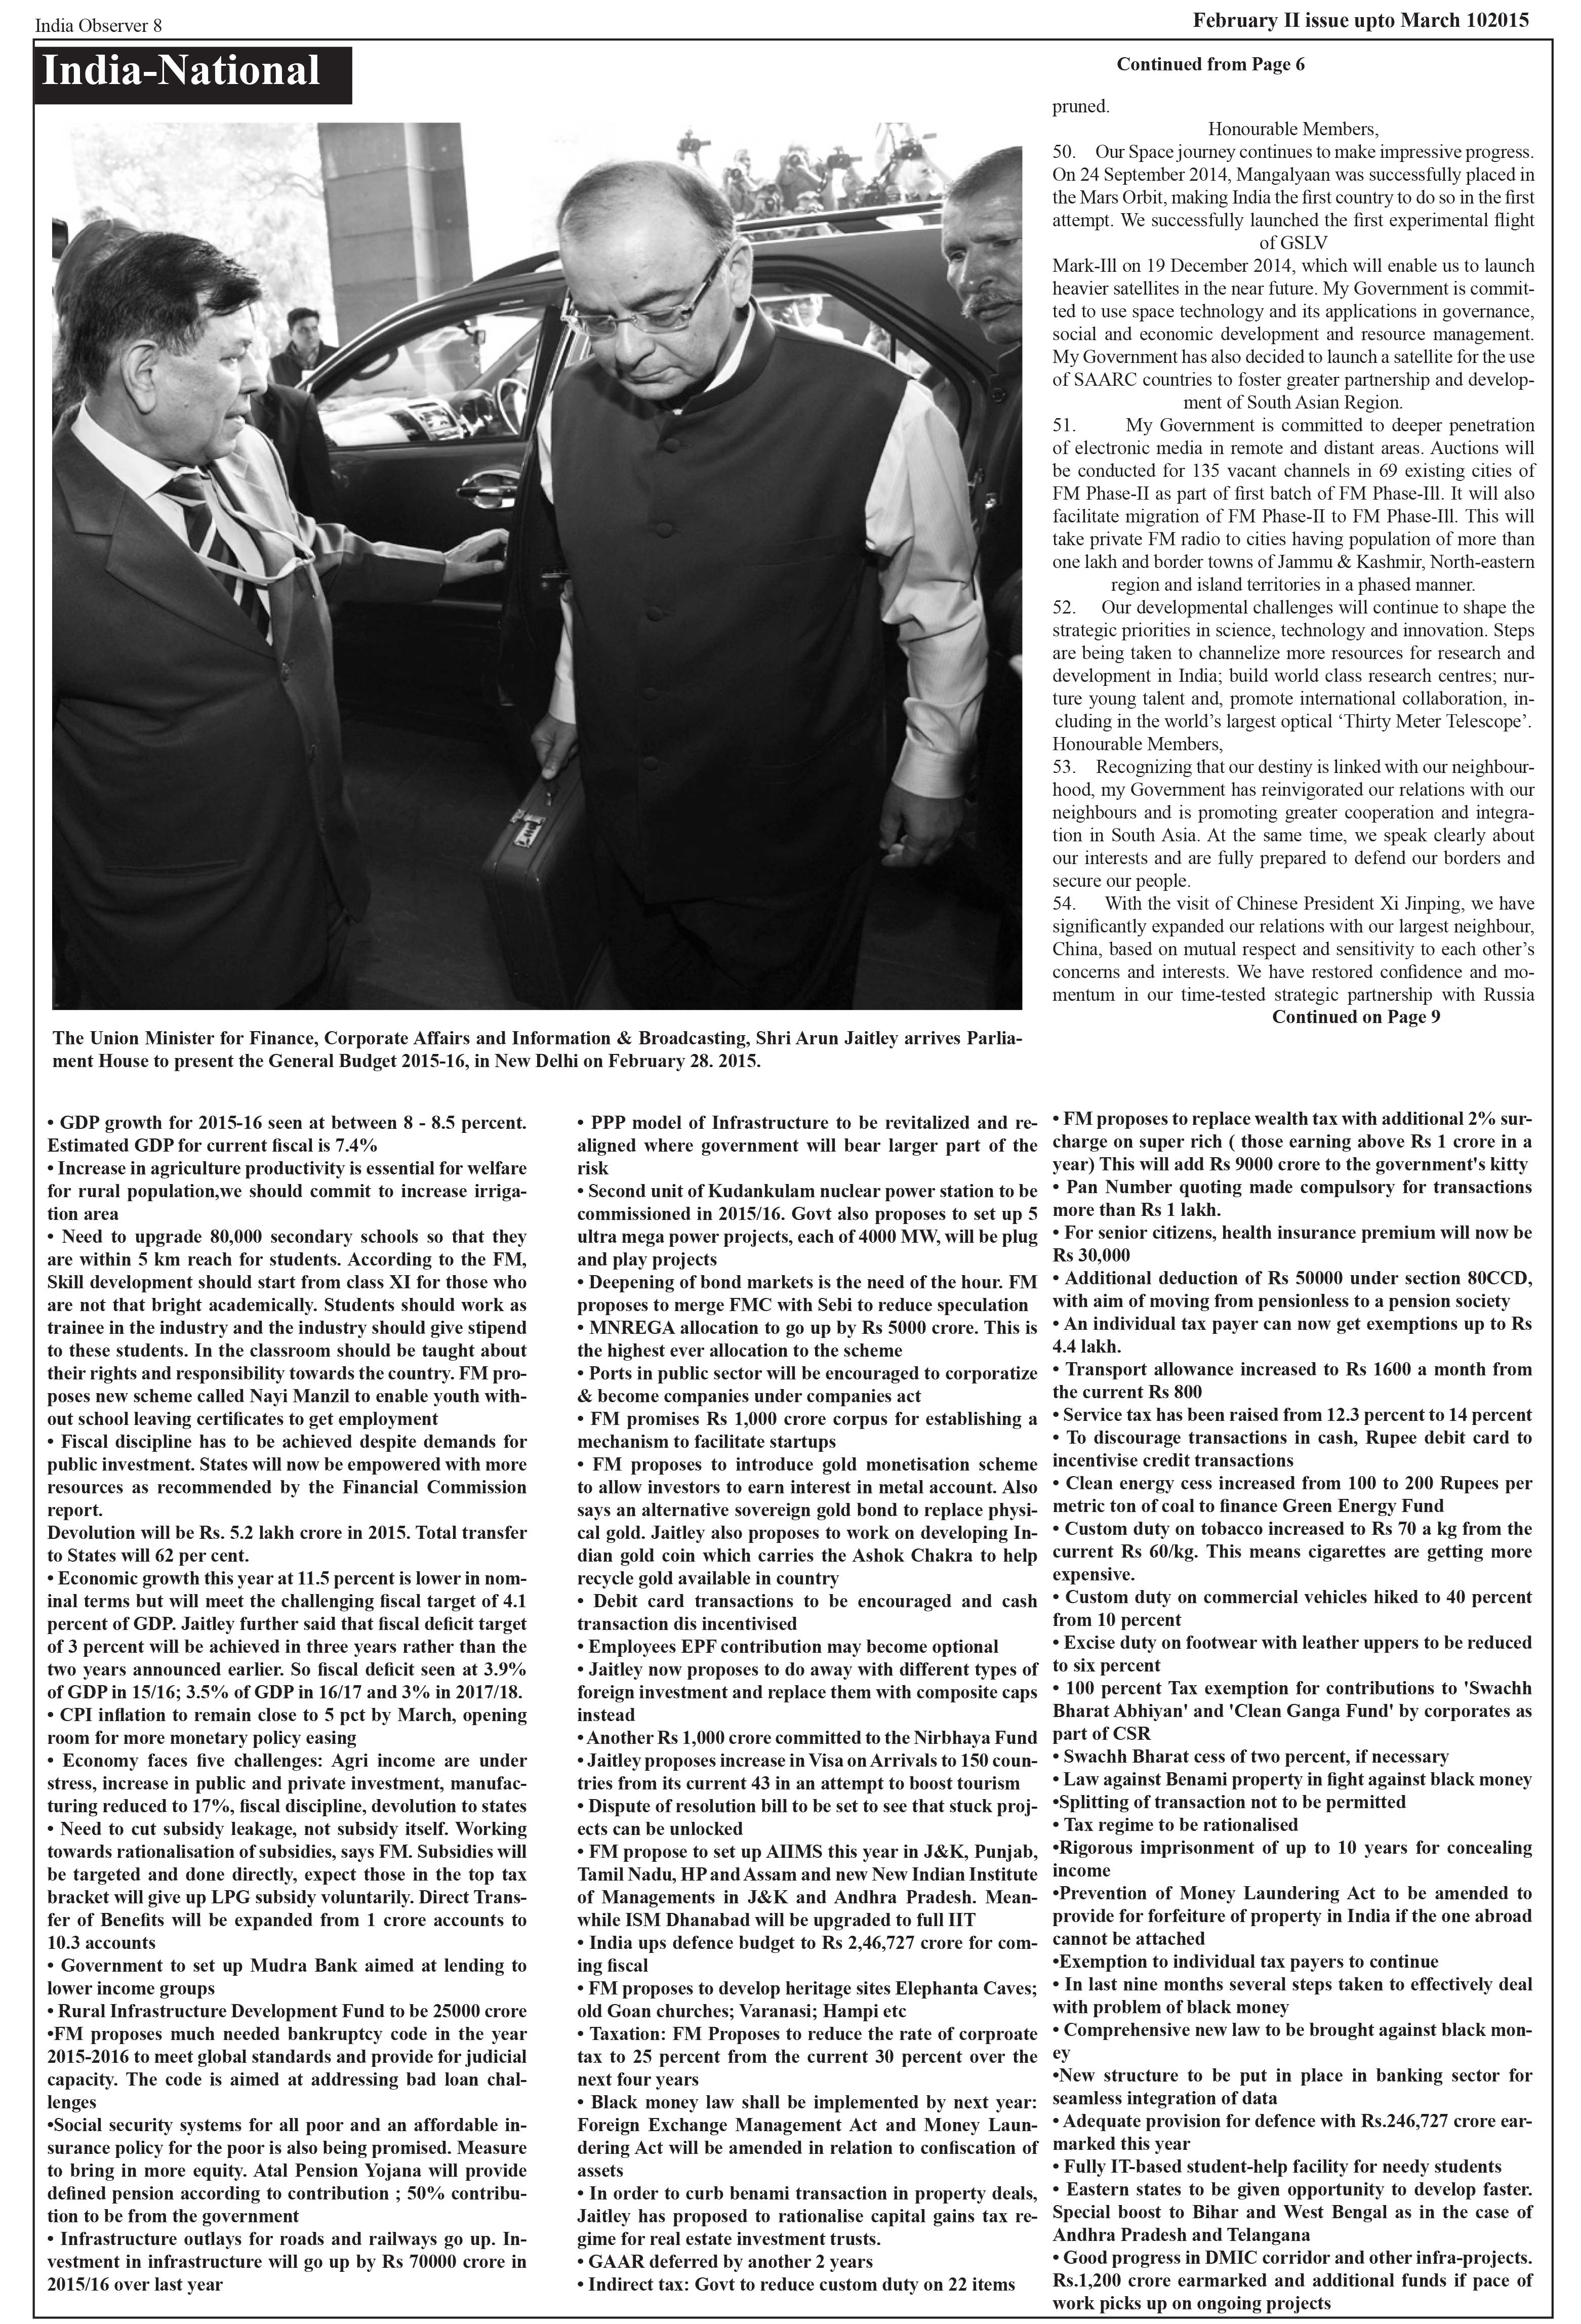 India Observer 8
February II issue upto March 102015
India-National
Continued from Page 6
pruned.
Honourable Members,
50. Our Space journey continues to make impressive progress.
On 24 September 2014, Mangalyaan was successfully placed in
the Mars Orbit, making India the first country to do so in the first
attempt. We successfully launched the first experimental flight
of GSLV
Mark-Ill on 19 December 2014, which will enable us to launch
heavier satellites in the near future. My Government is commit-
ted to use space technology and its applications in governance,
social and economic development and resource management.
My Government has also decided to launch a satellite for the use
of SAARC countries to foster greater partnership and develop-
ment of South Asian Region.
51. My Government is committed to deeper penetration
of electronic media in remote and distant areas. Auctions will
be conducted for 135 vacant channels in 69 existing cities of
FM Phase-II as part of first batch of FM Phase-Ill. It will also
facilitate migration of FM Phase-II to FM Phase-Ill. This will
take private FM radio to cities having population of more than
one lakh and border towns of Jammu & Kashmir, North-eastern
region and island territories in a phased manner.
52. Our developmental challenges will continue to shape the
strategic priorities in science, technology and innovation. Steps
are being taken to channelize more resources for research and
development in India; build world class research centres; nur-
ture young talent and, promote international collaboration, in-
cluding in the world’s largest optical ‘Thirty Meter Telescope’.
Honourable Members,
53. Recognizing that our destiny is linked with our neighbour-
hood, my Government has reinvigorated our relations with our
neighbours and is promoting greater cooperation and integra-
tion in South Asia. At the same time, we speak clearly about
our interests and are fully prepared to defend our borders and
secure our people.
54. With the visit of Chinese President Xi Jinping, we have
significantly expanded our relations with our largest neighbour,
China, based on mutual respect and sensitivity to each other’s
concerns and interests. We have restored confidence and mo-
mentum in our time-tested strategic partnership with Russia
Continued on Page 9
The Union Minister for Finance, Corporate Affairs and Information & Broadcasting, Shri Arun Jaitley arrives Parlia-
ment House to present the General Budget 2015-16, in New Delhi on February 28. 2015.
• GDP growth for 2015-16 seen at between 8 - 8.5 percent.
Estimated GDP for current fiscal is 7.4%
• Increase in agriculture productivity is essential for welfare
for rural population,we should commit to increase irriga-
tion area
• Need to upgrade 80,000 secondary schools so that they
are within 5 km reach for students. According to the FM,
Skill development should start from class XI for those who
are not that bright academically. Students should work as
trainee in the industry and the industry should give stipend
to these students. In the classroom should be taught about
their rights and responsibility towards the country. FM pro-
poses new scheme called Nayi Manzil to enable youth with-
out school leaving certificates to get employment
• Fiscal discipline has to be achieved despite demands for
public investment. States will now be empowered with more
resources as recommended by the Financial Commission
report.
Devolution will be Rs. 5.2 lakh crore in 2015. Total transfer
to States will 62 per cent.
• Economic growth this year at 11.5 percent is lower in nom-
inal terms but will meet the challenging fiscal target of 4.1
percent of GDP. Jaitley further said that fiscal deficit target
of 3 percent will be achieved in three years rather than the
two years announced earlier. So fiscal deficit seen at 3.9%
of GDP in 15/16; 3.5% of GDP in 16/17 and 3% in 2017/18.
• CPI inflation to remain close to 5 pct by March, opening
room for more monetary policy easing
• Economy faces five challenges: Agri income are under
stress, increase in public and private investment, manufac-
turing reduced to 17%, fiscal discipline, devolution to states
• Need to cut subsidy leakage, not subsidy itself. Working
towards rationalisation of subsidies, says FM. Subsidies will
be targeted and done directly, expect those in the top tax
bracket will give up LPG subsidy voluntarily. Direct Trans-
fer of Benefits will be expanded from 1 crore accounts to
10.3 accounts
• Government to set up Mudra Bank aimed at lending to
lower income groups
• Rural Infrastructure Development Fund to be 25000 crore
•FM proposes much needed bankruptcy code in the year
2015-2016 to meet global standards and provide for judicial
capacity. The code is aimed at addressing bad loan chal-
lenges
•Social security systems for all poor and an affordable in-
surance policy for the poor is also being promised. Measure
to bring in more equity. Atal Pension Yojana will provide
defined pension according to contribution ; 50% contribu-
tion to be from the government
• Infrastructure outlays for roads and railways go up. In-
vestment in infrastructure will go up by Rs 70000 crore in
2015/16 over last year
• PPP model of Infrastructure to be revitalized and re-
aligned where government will bear larger part of the
risk
• Second unit of Kudankulam nuclear power station to be
commissioned in 2015/16. Govt also proposes to set up 5
ultra mega power projects, each of 4000 MW, will be plug
and play projects
• Deepening of bond markets is the need of the hour. FM
proposes to merge FMC with Sebi to reduce speculation
• MNREGA allocation to go up by Rs 5000 crore. This is
the highest ever allocation to the scheme
• Ports in public sector will be encouraged to corporatize
& become companies under companies act
• FM promises Rs 1,000 crore corpus for establishing a
mechanism to facilitate startups
• FM proposes to introduce gold monetisation scheme
to allow investors to earn interest in metal account. Also
says an alternative sovereign gold bond to replace physi-
cal gold. Jaitley also proposes to work on developing In-
dian gold coin which carries the Ashok Chakra to help
recycle gold available in country
• Debit card transactions to be encouraged and cash
transaction dis incentivised
• Employees EPF contribution may become optional
• Jaitley now proposes to do away with different types of
foreign investment and replace them with composite caps
instead
• Another Rs 1,000 crore committed to the Nirbhaya Fund
• Jaitley proposes increase in Visa on Arrivals to 150 coun-
tries from its current 43 in an attempt to boost tourism
• Dispute of resolution bill to be set to see that stuck proj-
ects can be unlocked
• FM propose to set up AIIMS this year in J&K, Punjab,
Tamil Nadu, HP and Assam and new New Indian Institute
of Managements in J&K and Andhra Pradesh. Mean-
while ISM Dhanabad will be upgraded to full IIT
• India ups defence budget to Rs 2,46,727 crore for com-
ing fiscal
• FM proposes to develop heritage sites Elephanta Caves;
old Goan churches; Varanasi; Hampi etc
• Taxation: FM Proposes to reduce the rate of corproate
tax to 25 percent from the current 30 percent over the
next four years
• Black money law shall be implemented by next year:
Foreign Exchange Management Act and Money Laun-
dering Act will be amended in relation to confiscation of
assets
• In order to curb benami transaction in property deals,
Jaitley has proposed to rationalise capital gains tax re-
gime for real estate investment trusts.
• GAAR deferred by another 2 years
• Indirect tax: Govt to reduce custom duty on 22 items
• FM proposes to replace wealth tax with additional 2% sur-
charge on super rich ( those earning above Rs 1 crore in a
year) This will add Rs 9000 crore to the government's kitty
• Pan Number quoting made compulsory for transactions
more than Rs 1 lakh.
• For senior citizens, health insurance premium will now be
Rs 30,000
• Additional deduction of Rs 50000 under section 80CCD,
with aim of moving from pensionless to a pension society
• An individual tax payer can now get exemptions up to Rs
4.4 lakh.
• Transport allowance increased to Rs 1600 a month from
the current Rs 800
• Service tax has been raised from 12.3 percent to 14 percent
• To discourage transactions in cash, Rupee debit card to
incentivise credit transactions
• Clean energy cess increased from 100 to 200 Rupees per
metric ton of coal to finance Green Energy Fund
• Custom duty on tobacco increased to Rs 70 a kg from the
current Rs 60/kg. This means cigarettes are getting more
expensive.
• Custom duty on commercial vehicles hiked to 40 percent
from 10 percent
• Excise duty on footwear with leather uppers to be reduced
to six percent
• 100 percent Tax exemption for contributions to 'Swachh
Bharat Abhiyan' and 'Clean Ganga Fund' by corporates as
part of CSR
• Swachh Bharat cess of two percent, if necessary
• Law against Benami property in fight against black money
•Splitting of transaction not to be permitted
• Tax regime to be rationalised
•Rigorous imprisonment of up to 10 years for concealing
income
•Prevention of Money Laundering Act to be amended to
provide for forfeiture of property in India if the one abroad
cannot be attached
•Exemption to individual tax payers to continue
• In last nine months several steps taken to effectively deal
with problem of black money
• Comprehensive new law to be brought against black mon-
ey
•New structure to be put in place in banking sector for
seamless integration of data
• Adequate provision for defence with Rs.246,727 crore ear-
marked this year
• Fully IT-based student-help facility for needy students
• Eastern states to be given opportunity to develop faster.
Special boost to Bihar and West Bengal as in the case of
Andhra Pradesh and Telangana
• Good progress in DMIC corridor and other infra-projects.
Rs.1,200 crore earmarked and additional funds if pace of
work picks up on ongoing projects